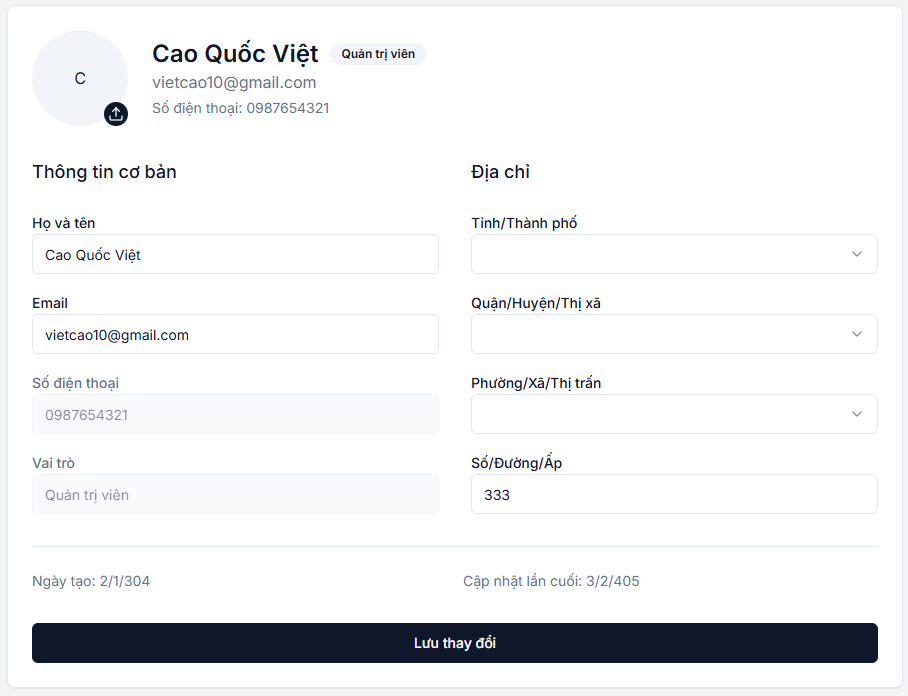 C
Cao Quốc Việt Quản trị viên
vietcao10@gmail.com
Số điện thoại: 0987654321
Thông tin cơ bản
Họ và tên
Cao Quốc Việt
Email
vietcao10@gmail.com
Số điện thoại
0987654321
Vai trò
Quản trị viên
Địa chỉ
Tỉnh/Thành phố
Quận/Huyện/Thị xã
Phường/Xã/Thị trấn
Số/Đường/Ấp
333
Ngày tạo: 2/1/304
Cập nhật lần cuối: 3/2/405
Lưu thay đổi